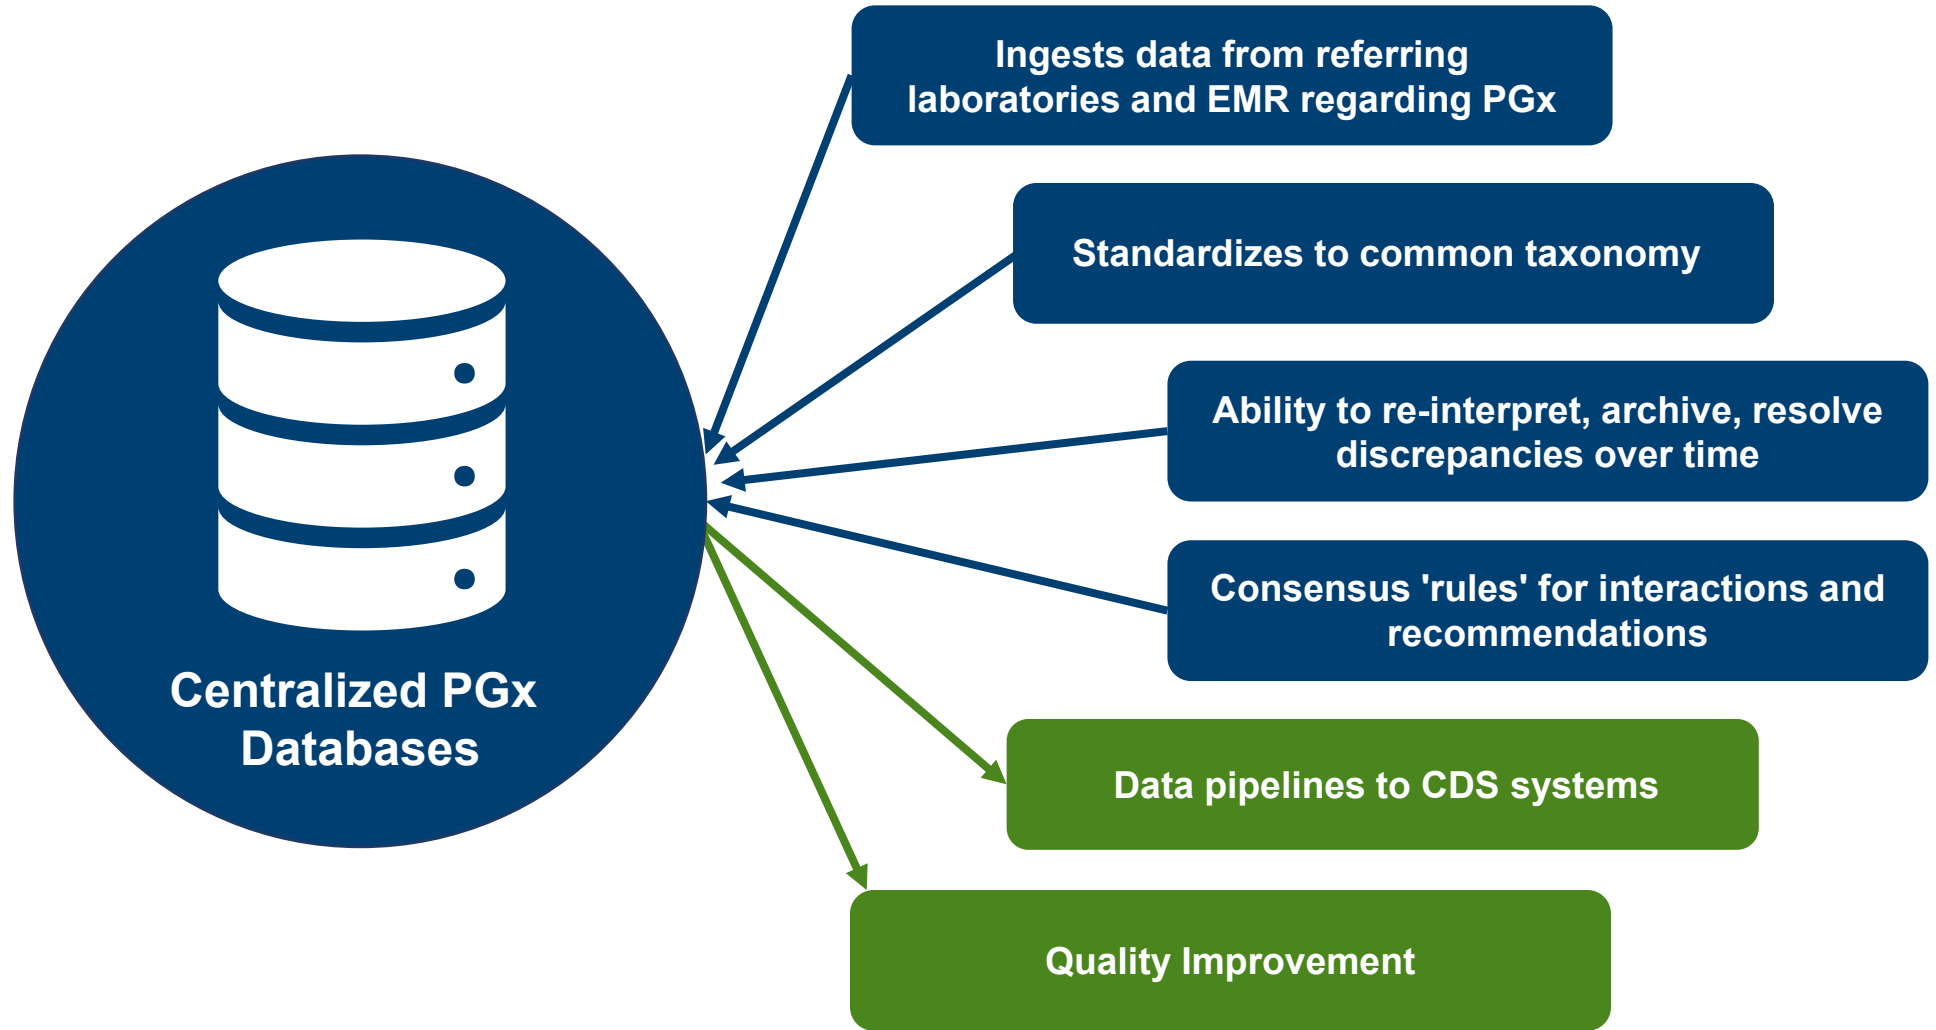 Ingests data from referring
laboratories and EMR regarding PGx
Standardizes to common taxonomy
Ability to re-interpret, archive, resolve
discrepancies over time
Consensus 'rules' for interactions and
recommendations
Centralized PGx
Databases
Data pipelines to CDS systems
Quality Improvement